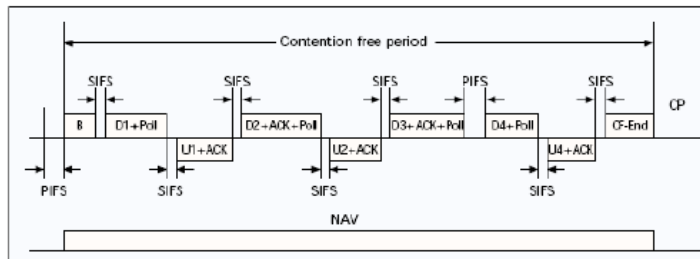 Contention free period
SIFS SIFS SIFS PIFS SIFS
CP
B D1+Poll D2+ACK+Poll D3+ACK+Poll D4+Poll CF-End
U1+ACK U2+ACK U4+ACK
PIFS SIFS SIFS SIFS
NAV